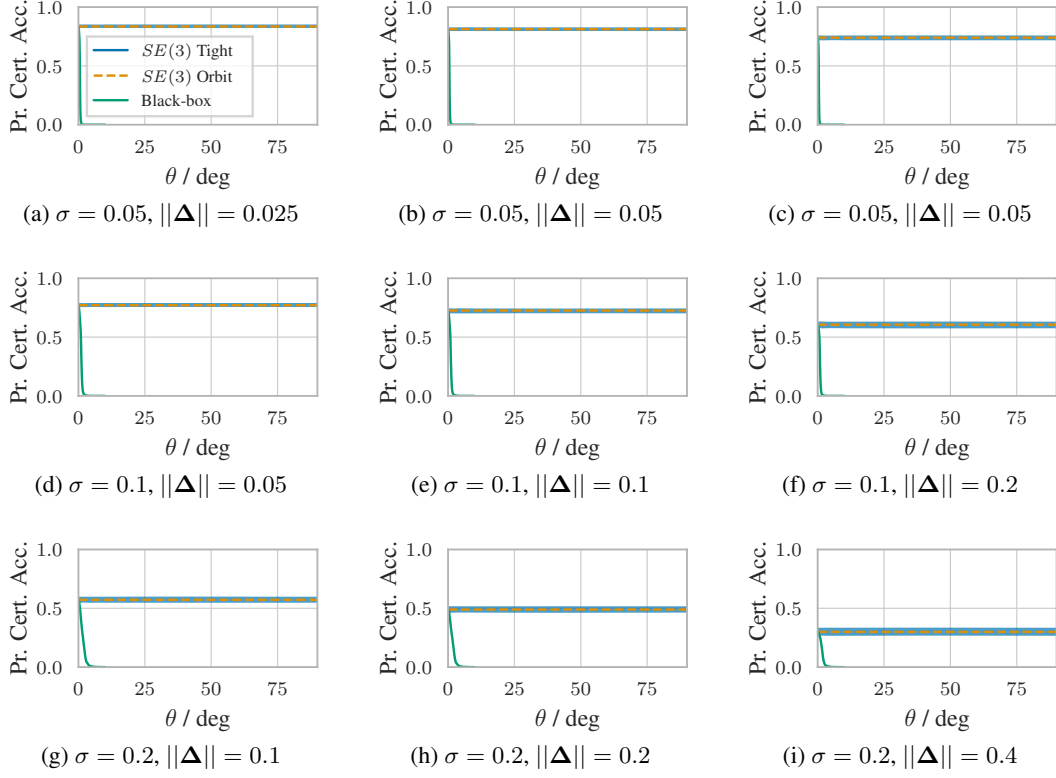 Pr. Cert. Acc.
1.0
0.5
0.0
SE(3) Tight
SE(3) Orbit
Black-box
0 25 50 75
θ / deg
(a) σ = 0.05, ||Δ|| = 0.025
Pr. Cert. Acc.
1.0
0.5
0.0
0 25 50 75
θ / deg
(b) σ = 0.05, ||Δ|| = 0.05
Pr. Cert. Acc.
1.0
0.5
0.0
0 25 50 75
θ / deg
(c) σ = 0.05, ||Δ|| = 0.05
Pr. Cert. Acc.
1.0
0.5
0.0
0 25 50 75
θ / deg
(d) σ = 0.1, ||Δ|| = 0.05
Pr. Cert. Acc.
1.0
0.5
0.0
0 25 50 75
θ / deg
(e) σ = 0.1, ||Δ|| = 0.1
Pr. Cert. Acc.
1.0
0.5
0.0
0 25 50 75
θ / deg
(f) σ = 0.1, ||Δ|| = 0.2
Pr. Cert. Acc.
1.0
0.5
0.0
0 25 50 75
θ / deg
(g) σ = 0.2, ||Δ|| = 0.1
Pr. Cert. Acc.
1.0
0.5
0.0
0 25 50 75
θ / deg
(h) σ = 0.2, ||Δ|| = 0.2
Pr. Cert. Acc.
1.0
0.5
0.0
0 25 50 75
θ / deg
(i) σ = 0.2, ||Δ|| = 0.4